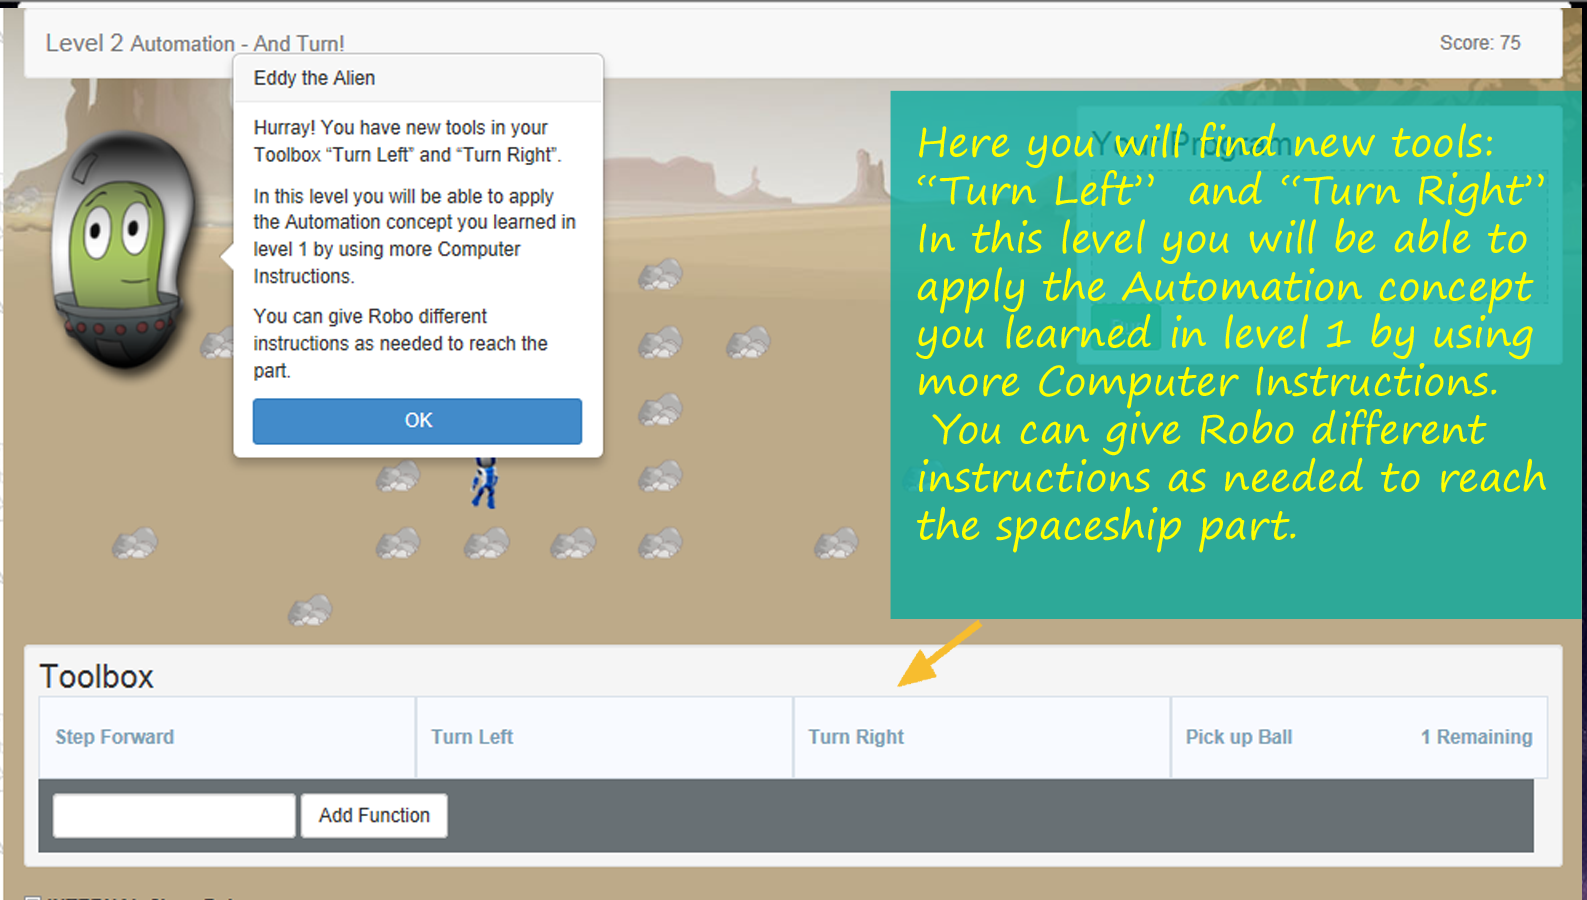 Level 2 Automation - And Turn!
Score: 75
Eddy the Alien
Hurray! You have new tools in your
Toolbox “Turn Left” and “Turn Right”.
In this level you will be able to apply
the Automation concept you learned in
level 1 by using more Computer
Instructions.
You can give Robo different
instructions as needed to reach the
part.
OK
Your Program
Here you will find new tools:
“Turn Left” and “Turn Right”
In this level you will be able to
apply the Automation concept
you learned in level 1 by using
more Computer Instructions.
You can give Robo different
instructions as needed to reach
the spaceship part.
Toolbox
Step Forward
Turn Left
Turn Right
Pick up Ball
1 Remaining
Add Function